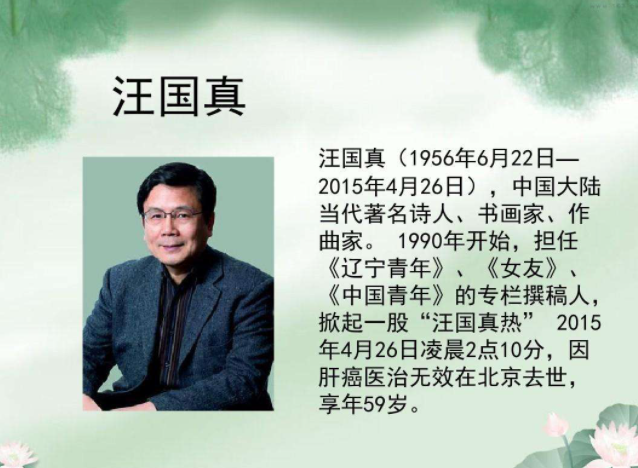 汪国真
汪国真（1956年6月22日—
2015年4月26日），中国大陆
当代著名诗人、书画家、作
曲家。 1990年开始，担任
《辽宁青年》、《女友》、
《中国青年》的专栏撰稿人，
掀起一股“汪国真热” 2015
年4月26日凌晨2点10分，因
肝癌医治无效在北京去世，
享年59岁。